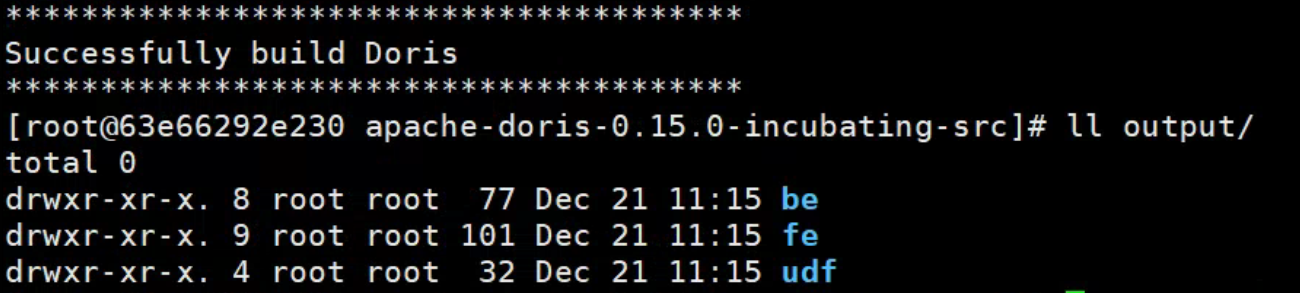 ***************************************
Successfully build Doris
***************************************
[root@63e66292e230 apache-doris-0.15.0-incubating-src]# ll output/
total 0
drwxr-xr-x. 8 root root  77 Dec 21 11:15 be
drwxr-xr-x. 9 root root 101 Dec 21 11:15 fe
drwxr-xr-x. 4 root root  32 Dec 21 11:15 udf